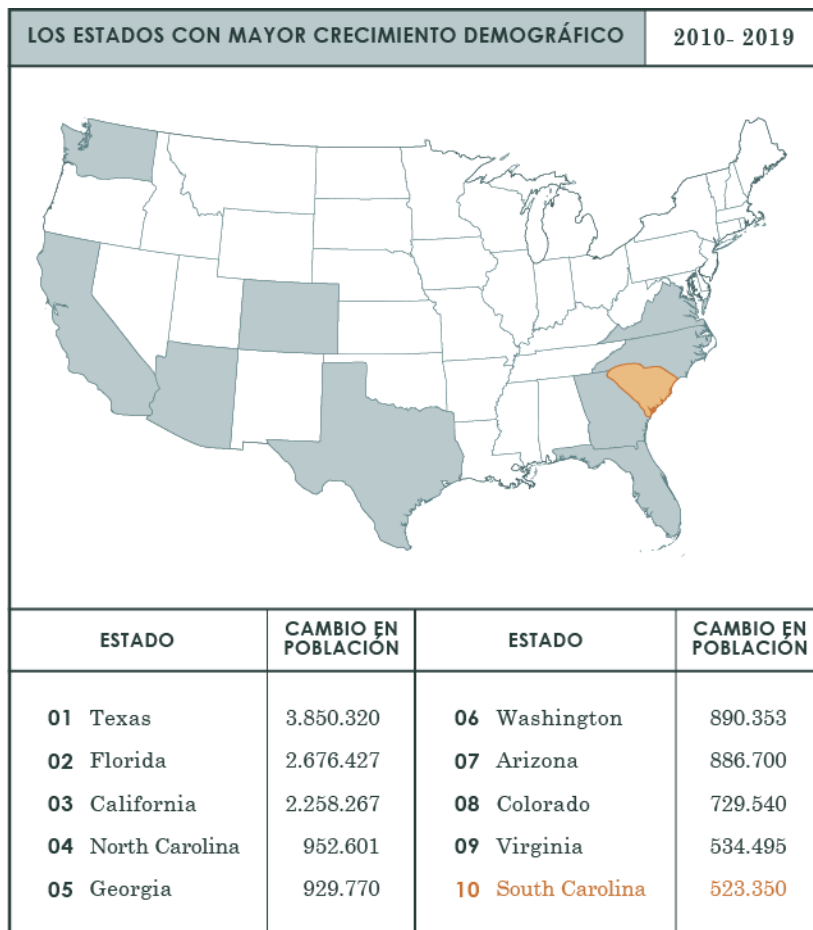 LOS ESTADOS CON MAYOR CRECIMIENTO DEMOGRÁFICO
2010- 2019
ESTADO
CAMBIO EN
POBLACIÓN
01 Texas 3.850.320
02 Florida 2.676.427
03 California 2.258.267
04 North Carolina 952.601
05 Georgia 929.770
ESTADO
CAMBIO EN
POBLACIÓN
06 Washington 890.353
07 Arizona 886.700
08 Colorado 729.540
09 Virginia 534.495
10 South Carolina 523.350